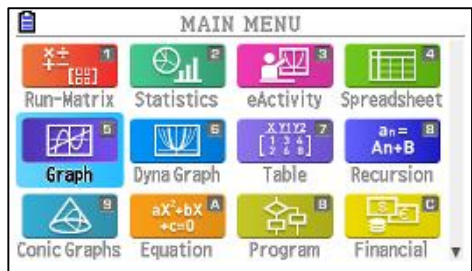 MAIN MENU
1 2 3 4
Run-Matrix Statistics eActivity Spreadsheet
5 6 X Y1 Y2 7 an= 8
1 3 4 An+B
2 6 8
Graph Dyna Graph Table Recursion
9 aX²+bX A B C
+c=0
Conic Graphs Equation Program Financial